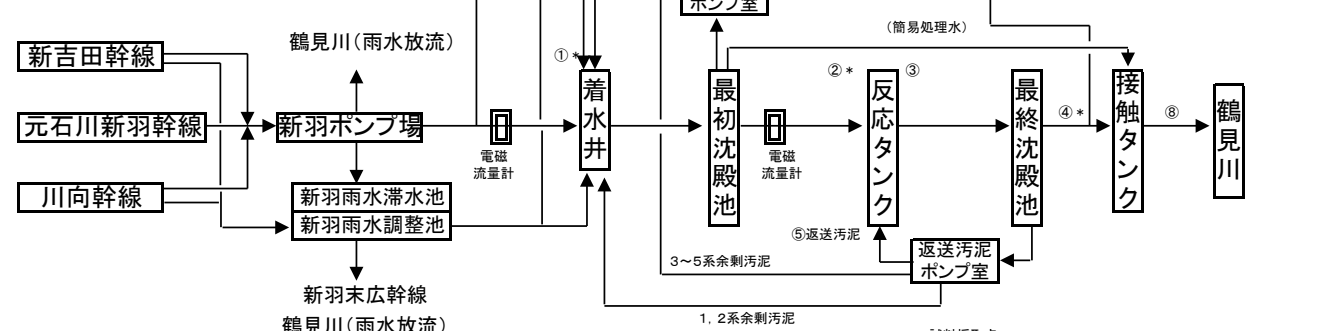 ポンプ室
(簡易処理水)
鶴見川(雨水放流)
新吉田幹線
①*
②*
③
元石川新羽幹線
新羽ポンプ場
電磁
流量計
着水井
最初沈殿池
電磁
流量計
反応タンク
最終沈殿池
④*
接触タンク
⑧
鶴見川
川向幹線
新羽雨水滞水池
新羽雨水調整池
⑤返送汚泥
返送汚泥
ポンプ室
3~5系余剰汚泥
新羽末広幹線
鶴見川(雨水放流)
1,2系余剰汚泥